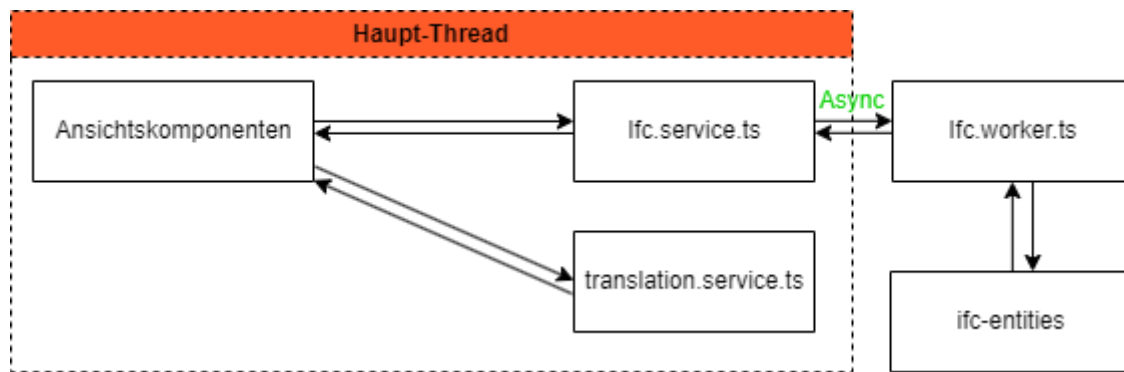 Haupt-Thread
Ansichtskomponenten
Ifc.service.ts
Async
Ifc.worker.ts
translation.service.ts
ifc-entities